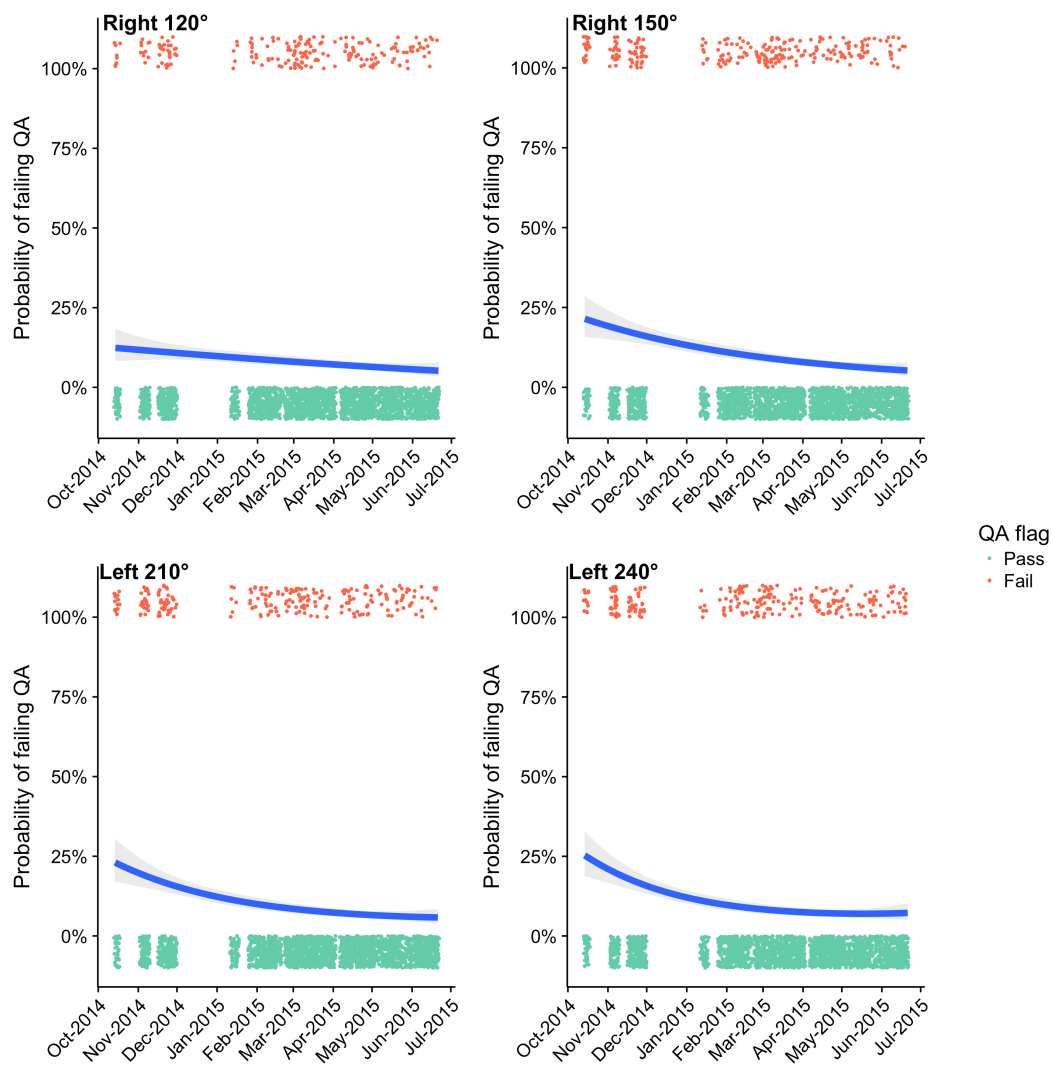 Right 120°
Probability of failing QA
100%
75%
50%
25%
0%
Oct-2014
Nov-2014
Dec-2014
Jan-2015
Feb-2015
Mar-2015
Apr-2015
May-2015
Jun-2015
Jul-2015
Right 150°
Probability of failing QA
100%
75%
50%
25%
0%
Oct-2014
Nov-2014
Dec-2014
Jan-2015
Feb-2015
Mar-2015
Apr-2015
May-2015
Jun-2015
Jul-2015
Left 210°
Probability of failing QA
100%
75%
50%
25%
0%
Oct-2014
Nov-2014
Dec-2014
Jan-2015
Feb-2015
Mar-2015
Apr-2015
May-2015
Jun-2015
Jul-2015
Left 240°
Probability of failing QA
100%
75%
50%
25%
0%
Oct-2014
Nov-2014
Dec-2014
Jan-2015
Feb-2015
Mar-2015
Apr-2015
May-2015
Jun-2015
Jul-2015
QA flag
Pass
Fail